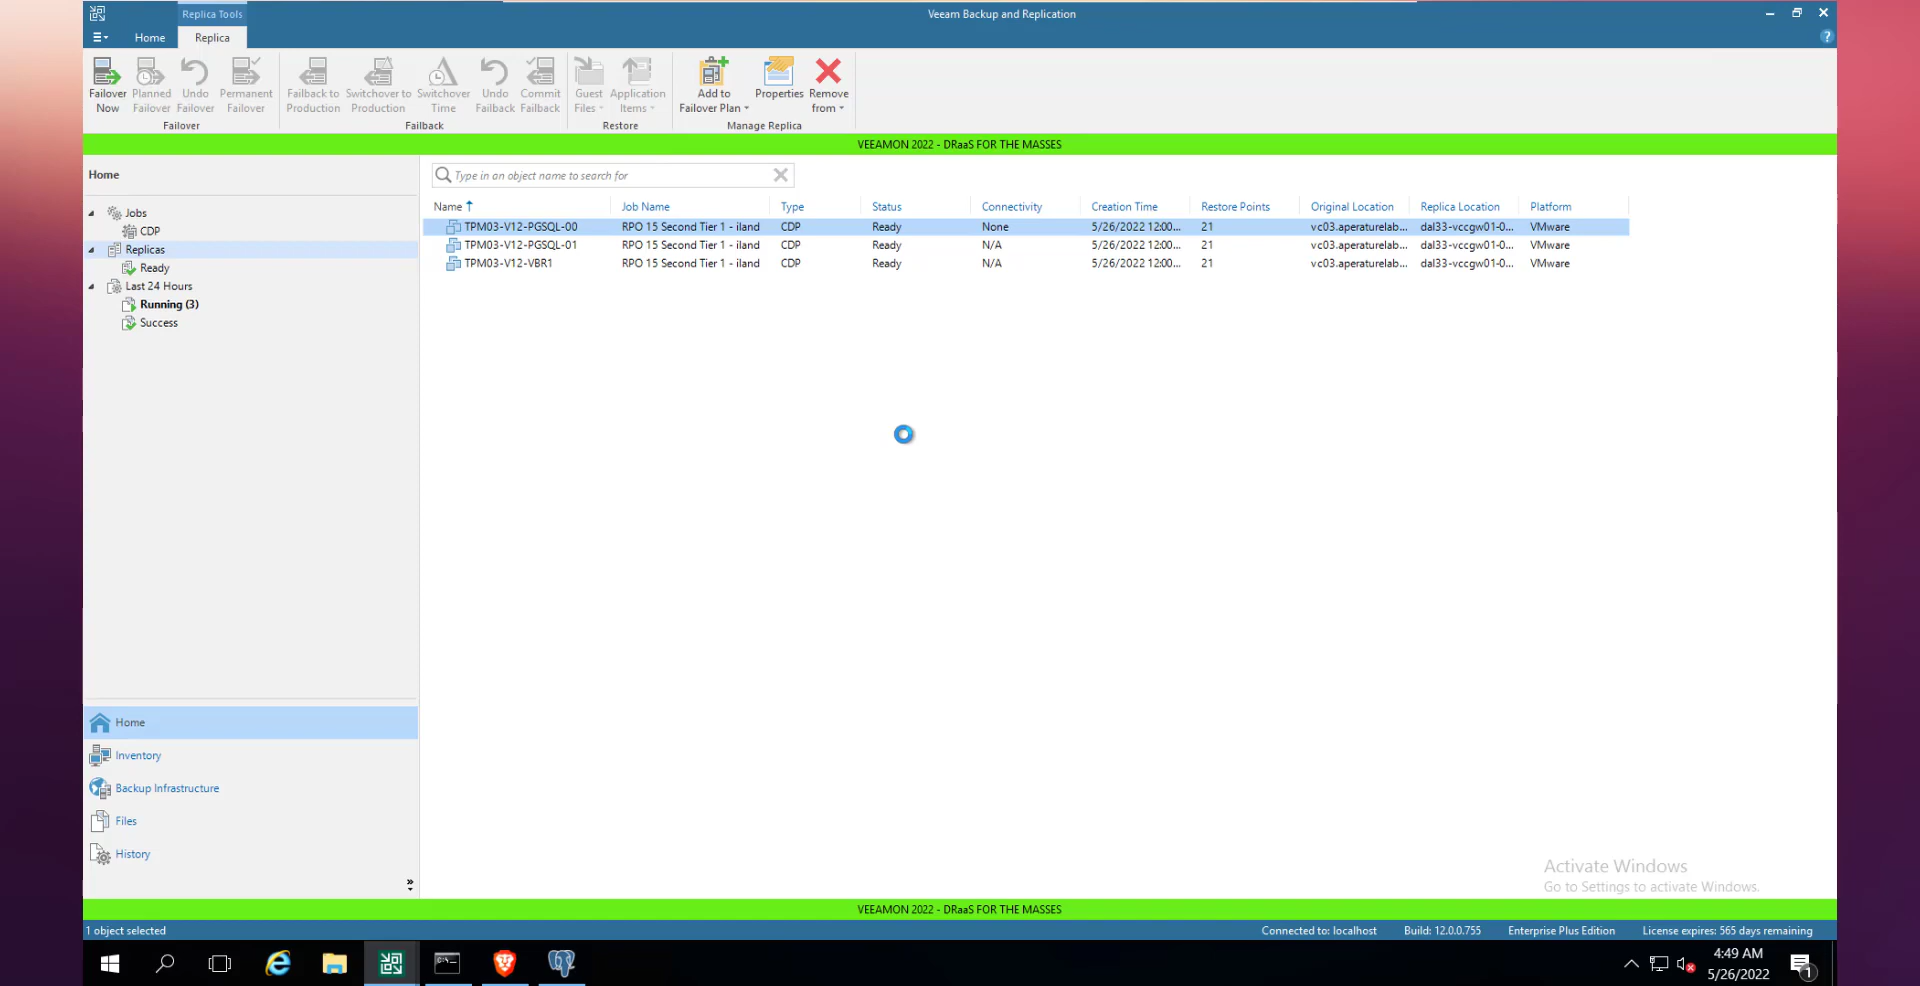 Replica Tools
Veeam Backup and Replication
Home Replica
Failover Now
Planned Failover
Undo Failover
Permanent Failover
Failback to Production
Switchover to Production
Switchover Time
Undo Failback
Commit Failback
Guest Files
Application Items
Add to Failover Plan
Properties
Remove from
Failover Failback Restore Manage Replica
VEEAMON 2022 - DRaaS FOR THE MASSES
Home
Type in an object name to search for
Jobs
CDP
Replicas
Ready
Last 24 Hours
Running (3)
Success
Name Job Name Type Status Connectivity Creation Time Restore Points Original Location Replica Location Platform
TPM03-V12-PGSQL-00 RPO 15 Second Tier 1 - iland CDP Ready None 5/26/2022 12:00... 21 vc03.aperaturelab... dal33-vccgw01-0... VMware
TPM03-V12-PGSQL-01 RPO 15 Second Tier 1 - iland CDP Ready N/A 5/26/2022 12:00... 21 vc03.aperaturelab... dal33-vccgw01-0... VMware
TPM03-V12-VBR1 RPO 15 Second Tier 1 - iland CDP Ready N/A 5/26/2022 12:00... 21 vc03.aperaturelab... dal33-vccgw01-0... VMware
Home
Inventory
Backup Infrastructure
Files
History
Activate Windows
Go to Settings to activate Windows.
VEEAMON 2022 - DRaaS FOR THE MASSES
1 object selected
Connected to: localhost Build: 12.0.0.755 Enterprise Plus Edition License expires: 565 days remaining
4:49 AM
5/26/2022
1